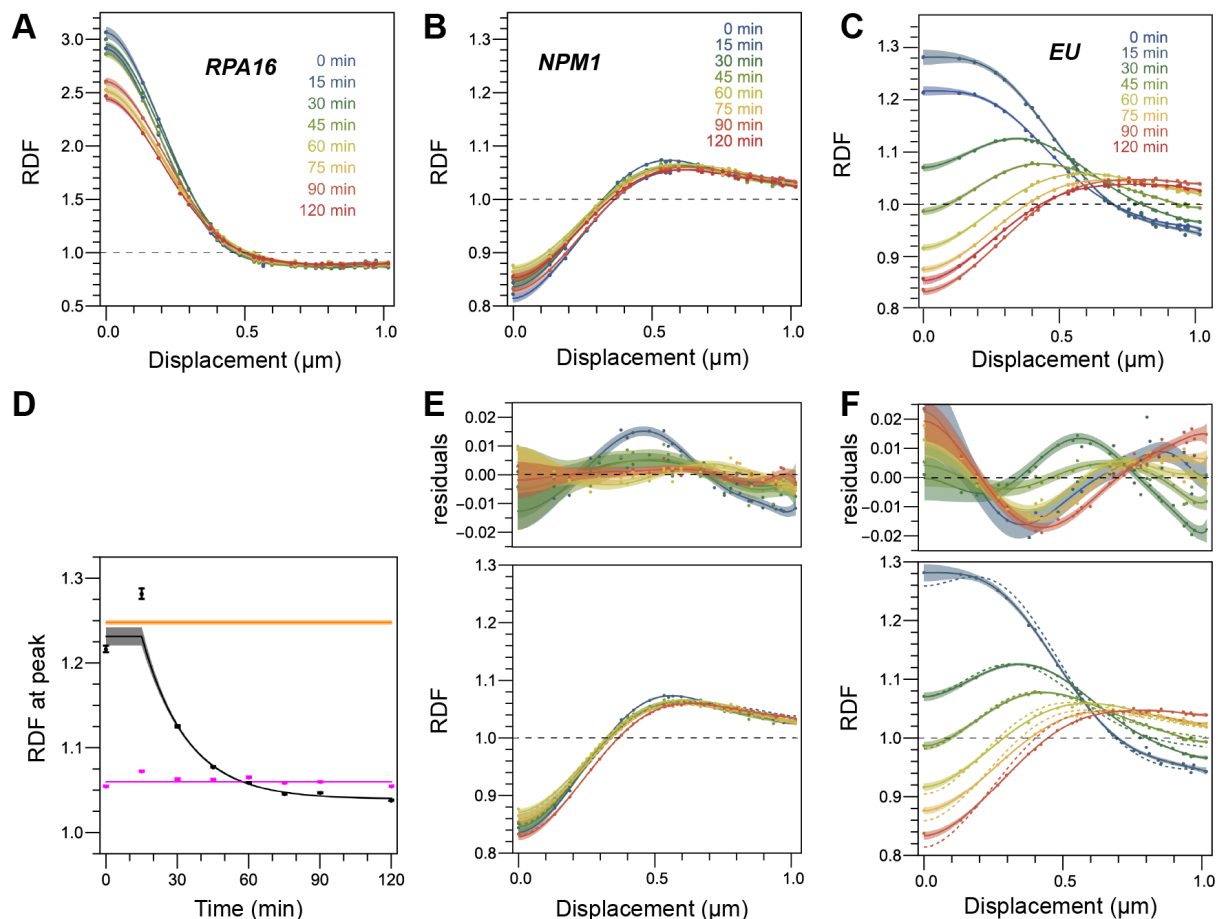 A
RPA16
0 min
15 min
30 min
45 min
60 min
75 min
90 min
120 min
3.0
2.5
2.0
1.5
1.0
0.5
RDF
0.0
0.5
1.0
Displacement (µm)
B
NPM1
0 min
15 min
30 min
45 min
60 min
75 min
90 min
120 min
1.3
1.2
1.1
1.0
0.9
0.8
RDF
0.0
0.5
1.0
Displacement (µm)
C
EU
0 min
15 min
30 min
45 min
60 min
75 min
90 min
120 min
1.3
1.2
1.1
1.0
0.9
0.8
RDF
0.0
0.5
1.0
Displacement (µm)
D
1.3
1.2
1.1
1.0
RDF at peak
0
30
60
90
120
Time (min)
E
0.02
0.01
0.00
−0.01
−0.02
residuals
1.3
1.2
1.1
1.0
0.9
0.8
RDF
0.0
0.5
1.0
Displacement (µm)
F
0.02
0.01
0.00
−0.01
−0.02
residuals
1.3
1.2
1.1
1.0
0.9
0.8
RDF
0.0
0.5
1.0
Displacement (µm)